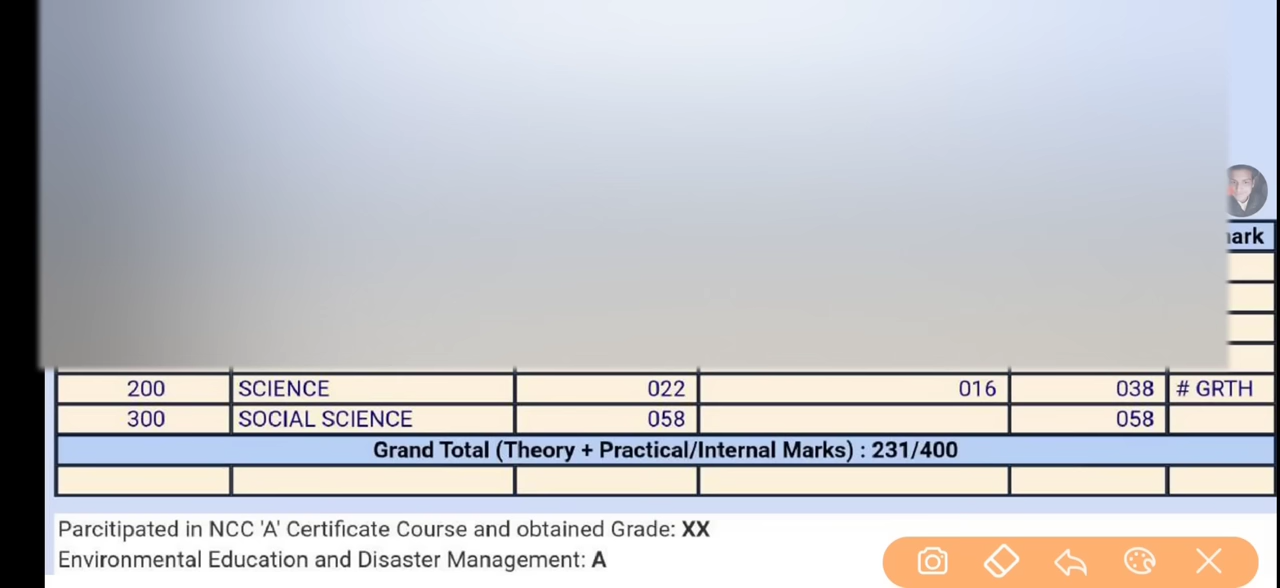 ark
200 SCIENCE 022 016 038 # GRTH
300 SOCIAL SCIENCE 058 058
Grand Total (Theory + Practical/Internal Marks) : 231/400
Parcitipated in NCC 'A' Certificate Course and obtained Grade: XX
Environmental Education and Disaster Management: A